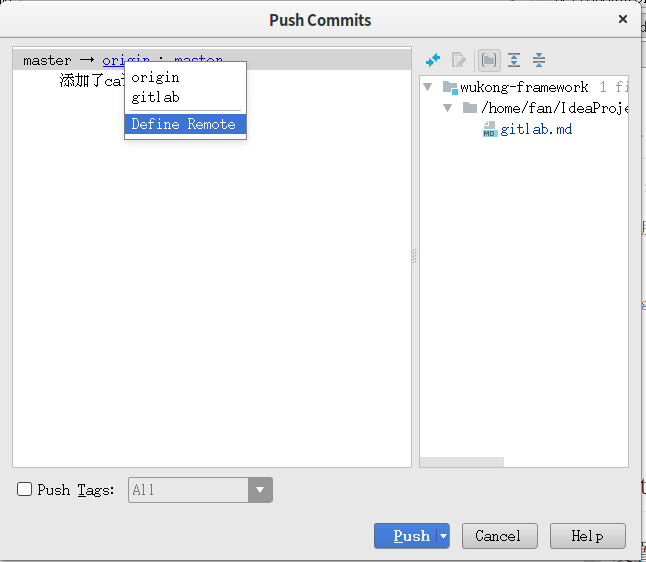 Push Commits
master → origin : master
添加了ca
origin
gitlab
Define Remote
wukong-framework 1 fi
/home/fan/IdeaProje
MD gitlab.md
Push Tags: All
Push Cancel Help